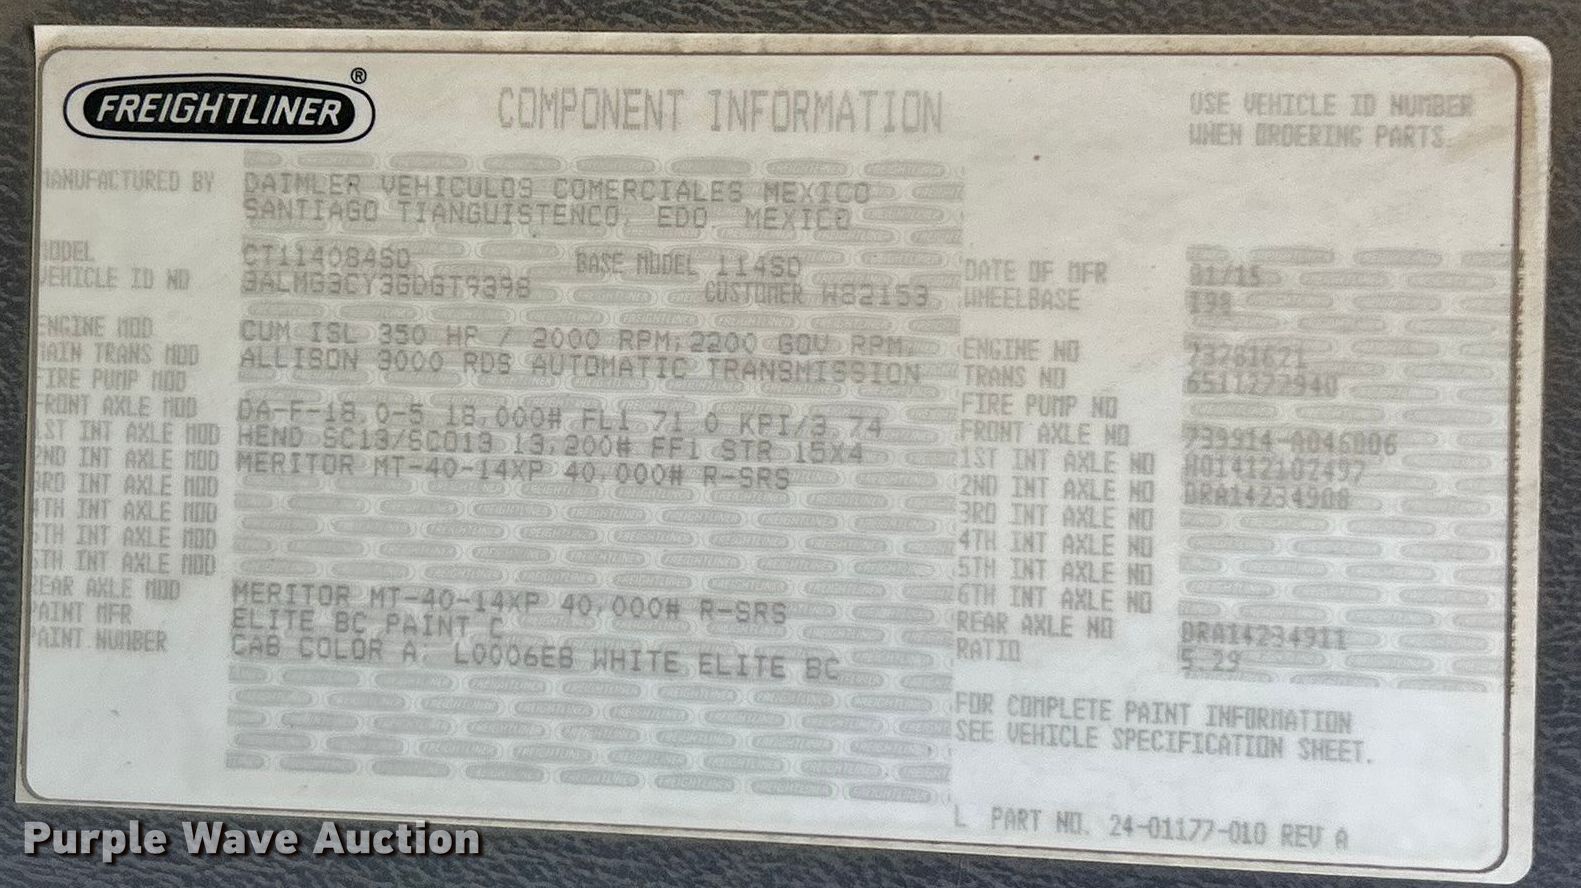 FREIGHTLINER ®
COMPONENT INFORMATION
USE VEHICLE ID NUMBER
WHEN ORDERING PARTS.
MANUFACTURED BY DAIMLER VEHICULOS COMERCIALES MEXICO
SANTIAGO TIANGUISTENCO, EDO. MEXICO
MODEL CT114084SD BASE MODEL 114SD DATE OF MFR 01/15
VEHICLE ID NO 3ALMG3CY3GDGT9398 CUSTOMER W82153 WHEELBASE 198
ENGINE MOD CUM ISL 350 HP / 2000 RPM; 2200 GOV RPM, ENGINE NO 73761621
MAIN TRANS MOD ALLISON 3000 RDS AUTOMATIC TRANSMISSION TRANS NO 6511272940
FIRE PUMP MOD FIRE PUMP NO
FRONT AXLE MOD DA-F-18.0-5 18,000# FL1 71.0 KPI/3.74 FRONT AXLE NO
1ST INT AXLE MOD HEND SC13/SCO13 13,200# FF1 STR 15X4 1ST INT AXLE NO
2ND INT AXLE MOD MERITOR MT-40-14XP 40,000# R-SRS 2ND INT AXLE NO DRA14234908
3RD INT AXLE MOD 3RD INT AXLE NO
4TH INT AXLE MOD 4TH INT AXLE NO
5TH INT AXLE MOD 5TH INT AXLE NO
6TH INT AXLE MOD 6TH INT AXLE NO
REAR AXLE MOD MERITOR MT-40-14XP 40,000# R-SRS REAR AXLE NO DRA14234911
PAINT MFR ELITE BC PAINT C RATIO 5.29
PAINT NUMBER CAB COLOR A: L0006EB WHITE ELITE BC
FOR COMPLETE PAINT INFORMATION
SEE VEHICLE SPECIFICATION SHEET.
L PART NO. 24-01177-010 REV A
Purple Wave Auction